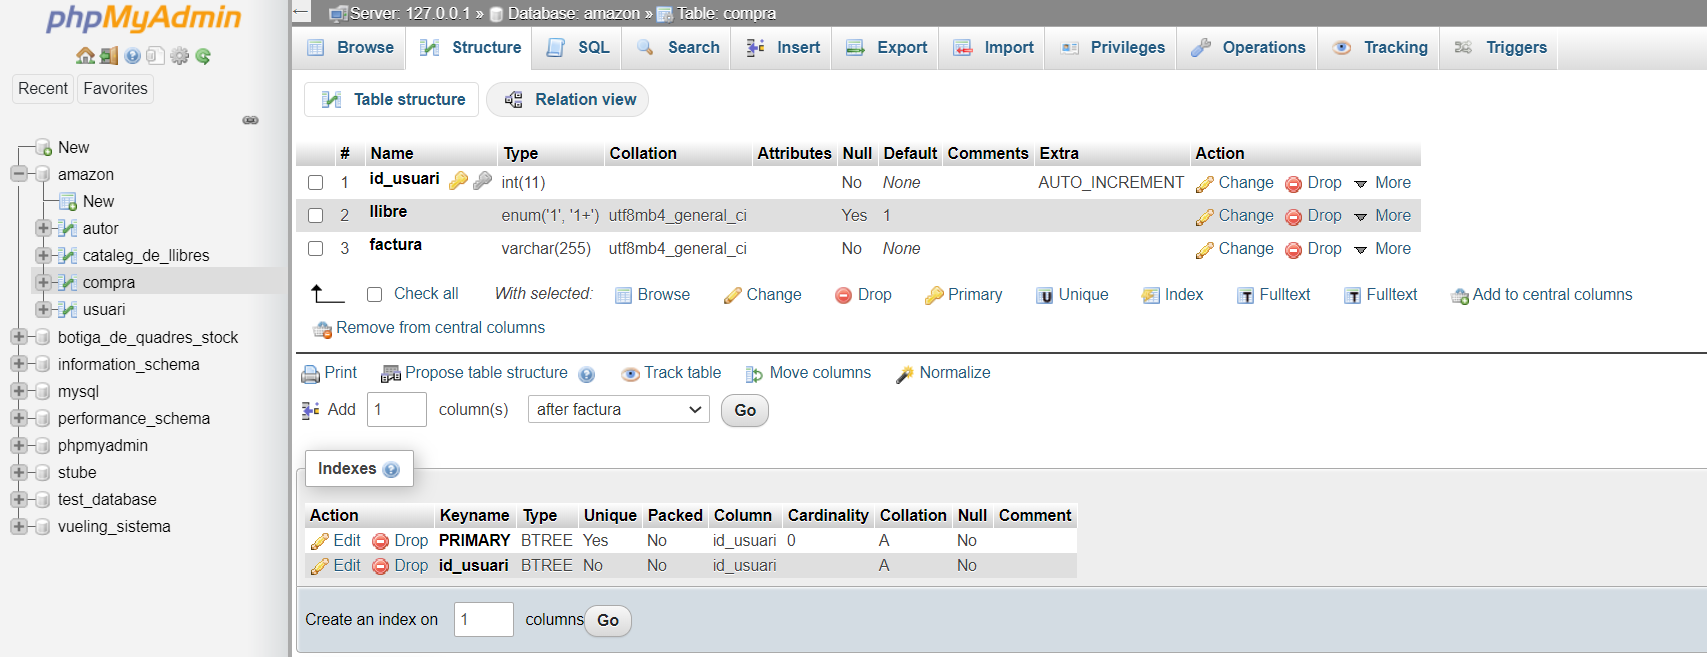 phpMyAdmin
Recent Favorites
New
amazon
New
autor
cataleg_de_llibres
compra
usuari
botiga_de_quadres_stock
information_schema
mysql
performance_schema
phpmyadmin
stube
test_database
vueling_sistema
Server: 127.0.0.1 » Database: amazon » Table: compra
Browse Structure SQL Search Insert Export Import Privileges Operations Tracking Triggers
Table structure Relation view
# Name Type Collation Attributes Null Default Comments Extra Action
1 id_usuari int(11) No None AUTO_INCREMENT Change Drop More
2 llibre enum('1', '1+') utf8mb4_general_ci Yes 1 Change Drop More
3 factura varchar(255) utf8mb4_general_ci No None Change Drop More
Check all With selected: Browse Change Drop Primary Unique Index Fulltext Fulltext Add to central columns
Remove from central columns
Print Propose table structure Track table Move columns Normalize
Add 1 column(s) after factura Go
Indexes
Action Keyname Type Unique Packed Column Cardinality Collation Null Comment
Edit Drop PRIMARY BTREE Yes No id_usuari 0 A No
Edit Drop id_usuari BTREE No No id_usuari A No
Create an index on 1 columns Go